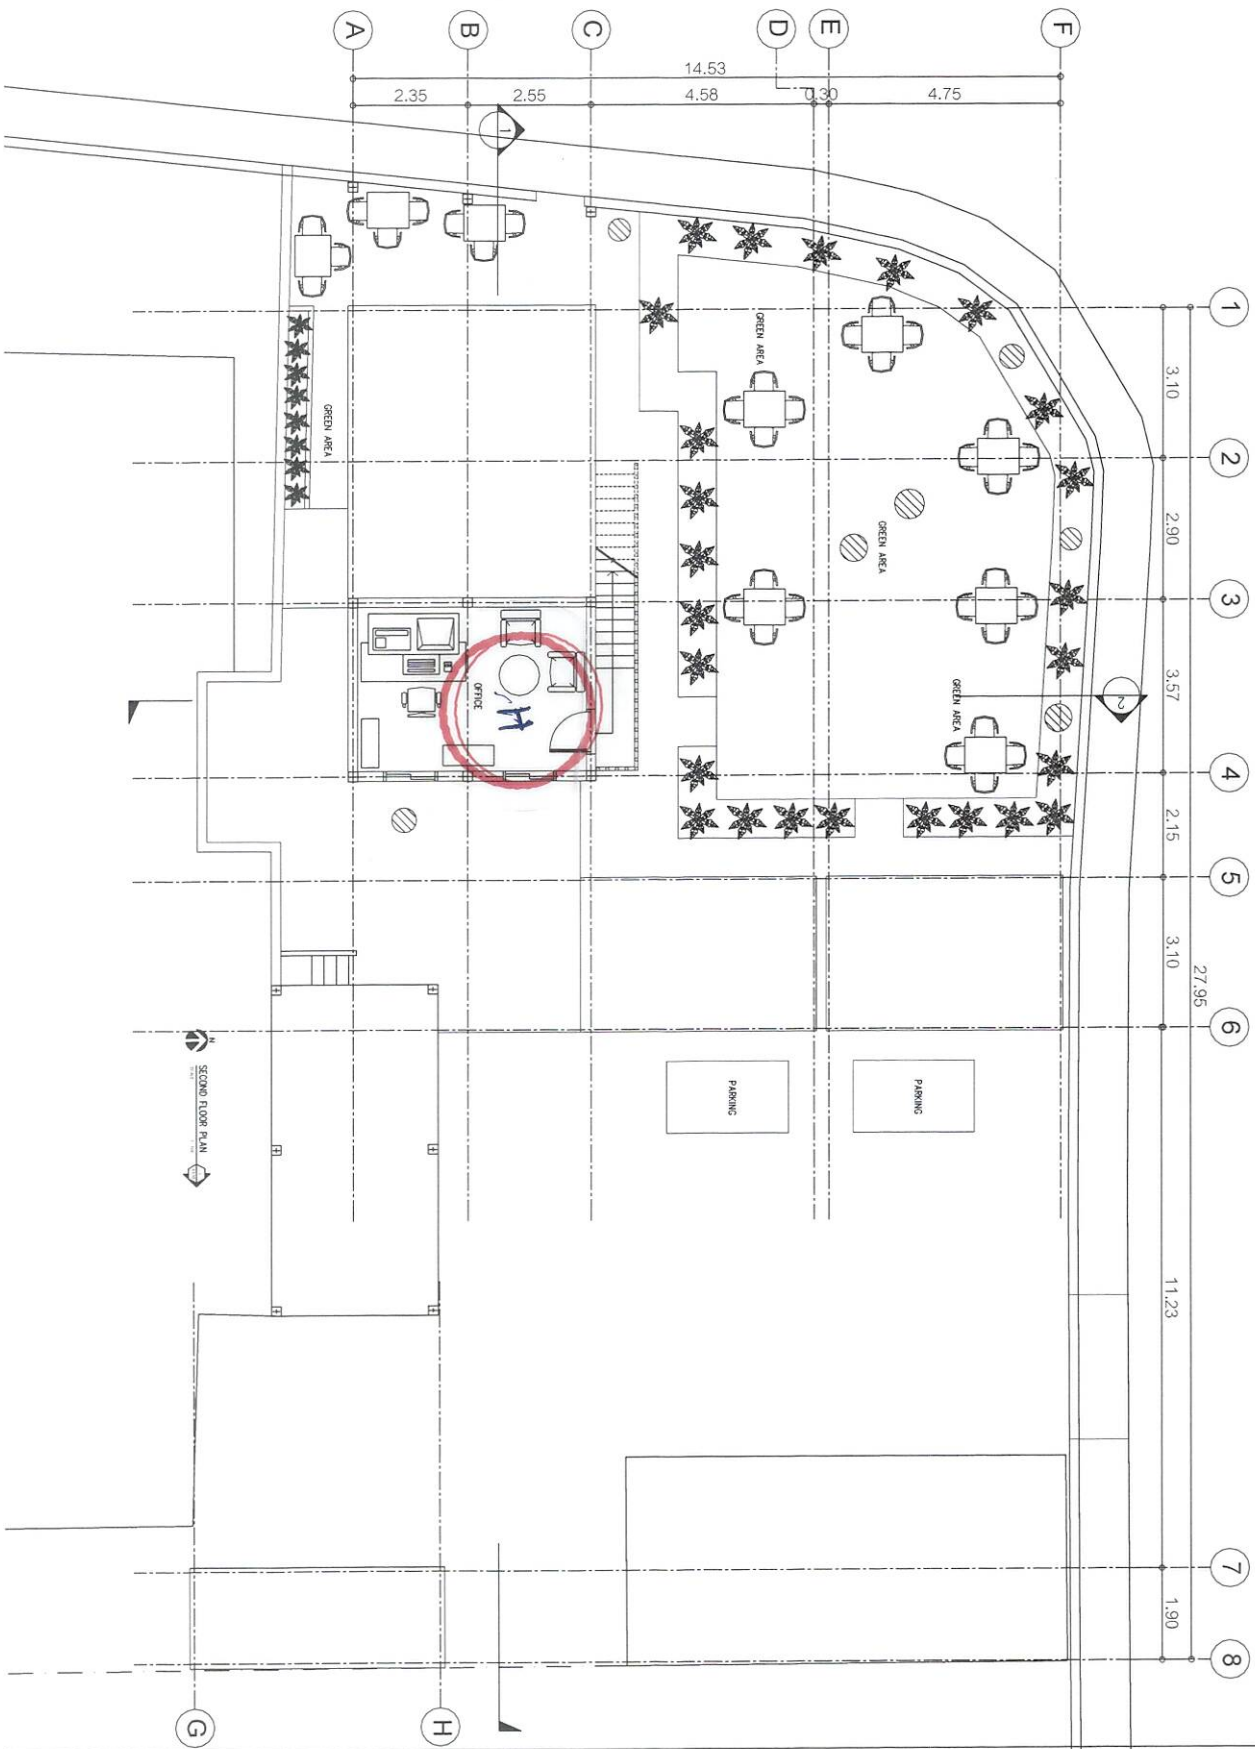 A
B
C
D
E
F
14.53
2.35
2.55
4.58
0.30
4.75
1
1
2
3
4
5
6
7
8
3.10
2.90
3.57
2.15
3.10
11.23
1.90
27.95
GREEN AREA
GREEN AREA
GREEN AREA
GREEN AREA
2
OFFICE
PARKING
PARKING
N
SECOND FLOOR PLAN
G
H